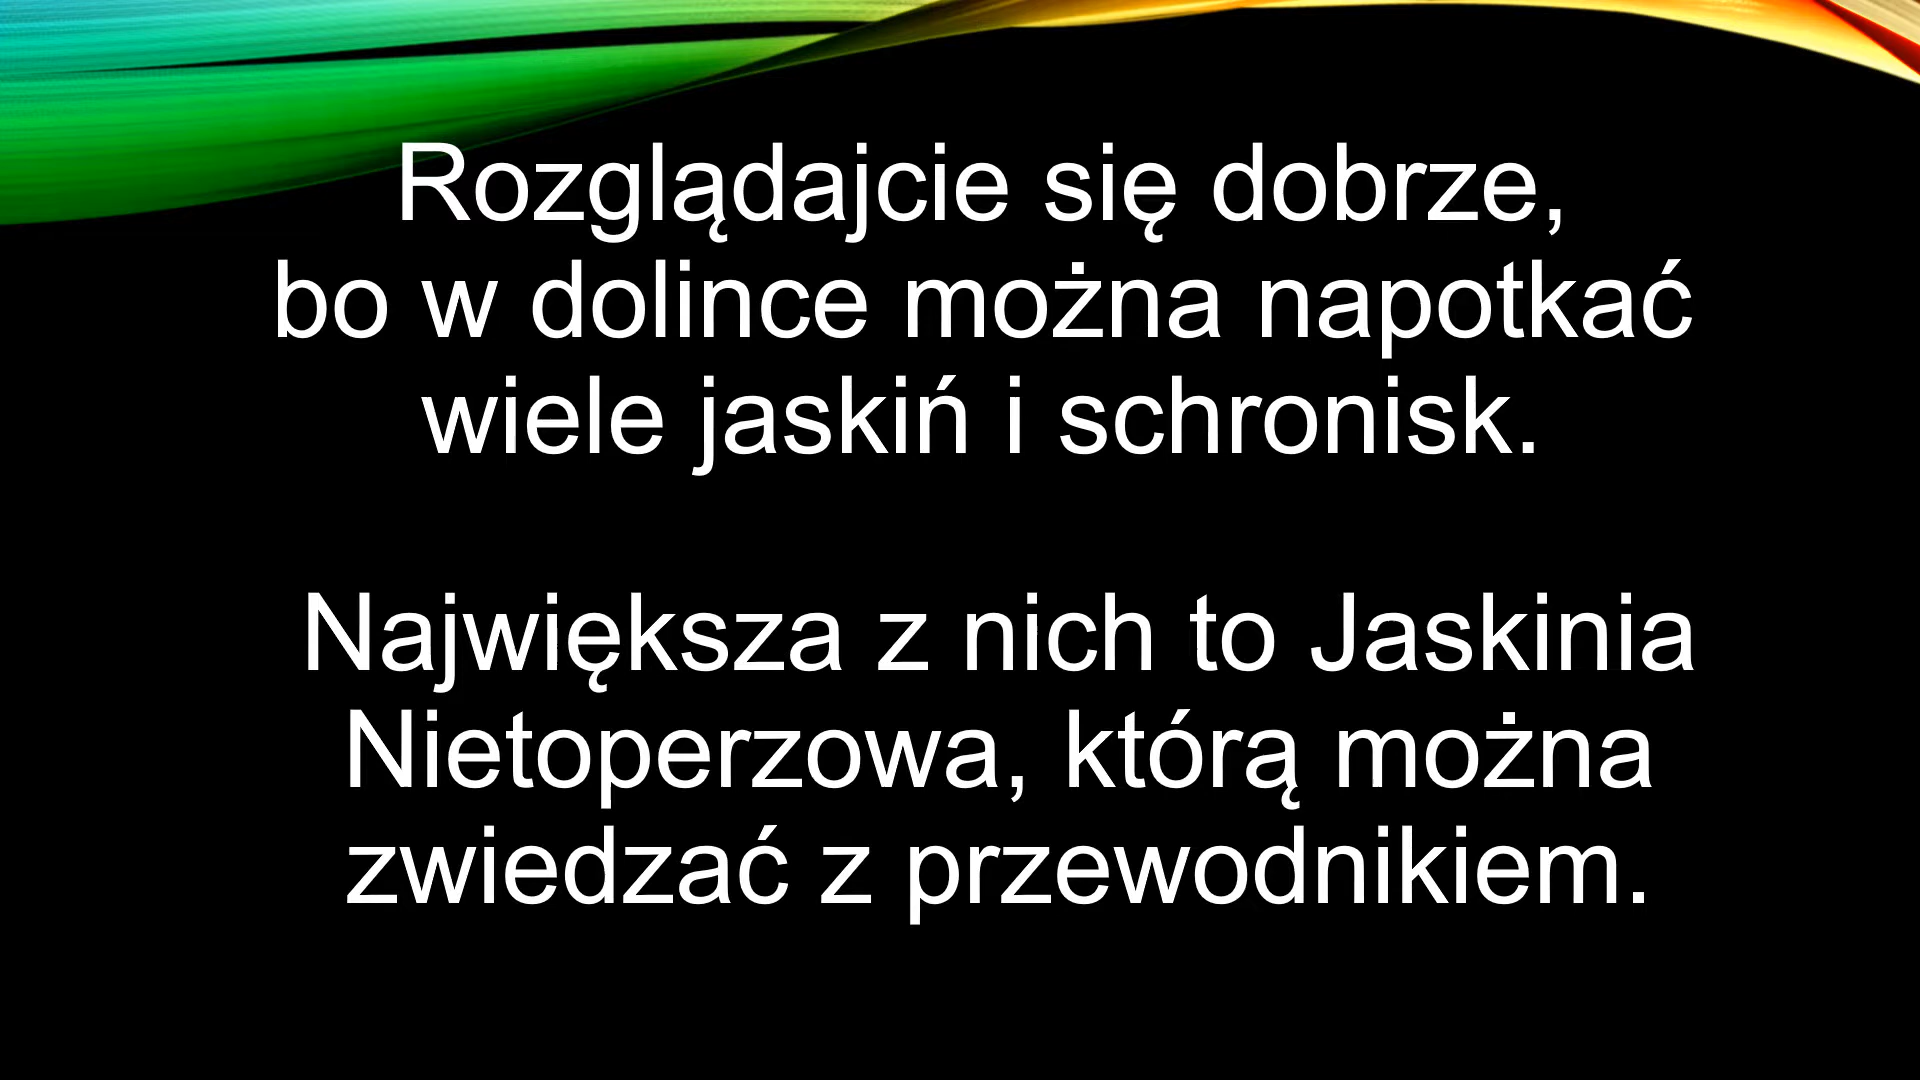 Rozglądajcie się dobrze,
bo w dolince można napotkać
wiele jaskiń i schronisk.
Największa z nich to Jaskinia
Nietoperzowa, którą można
zwiedzać z przewodnikiem.